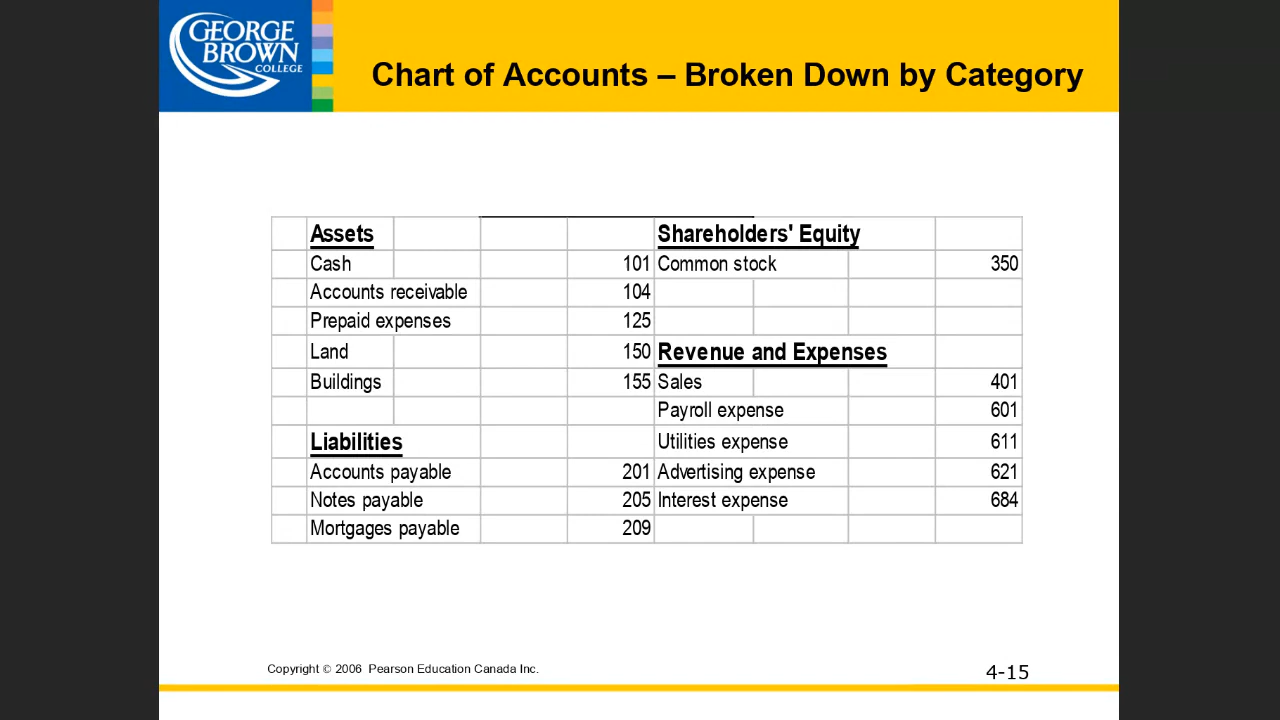 GEORGE
BROWN
COLLEGE
Chart of Accounts – Broken Down by Category
Assets Shareholders' Equity
Cash 101 Common stock 350
Accounts receivable 104
Prepaid expenses 125
Land 150 Revenue and Expenses
Buildings 155 Sales 401
Payroll expense 601
Liabilities Utilities expense 611
Accounts payable 201 Advertising expense 621
Notes payable 205 Interest expense 684
Mortgages payable 209
Copyright © 2006 Pearson Education Canada Inc.
4-15